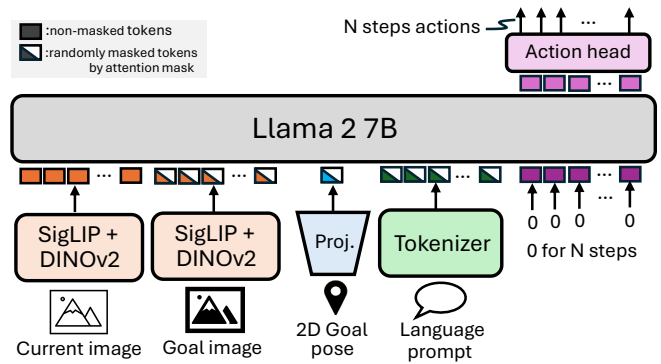 :non-masked tokens
:randomly masked tokens
by attention mask
N steps actions
...
Action head
...
Llama 2 7B
...
...
...
...
SigLIP +
DINOv2
SigLIP +
DINOv2
Proj.
Tokenizer
0
0
0
...
0
0 for N steps
Current image
Goal image
2D Goal
pose
Language
prompt